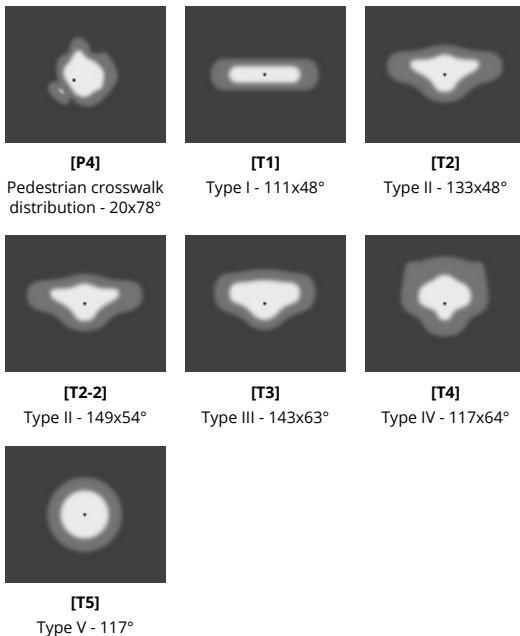 [P4]
Pedestrian crosswalk
distribution - 20x78°
[T1]
Type I - 111x48°
[T2]
Type II - 133x48°
[T2-2]
Type II - 149x54°
[T3]
Type III - 143x63°
[T4]
Type IV - 117x64°
[T5]
Type V - 117°